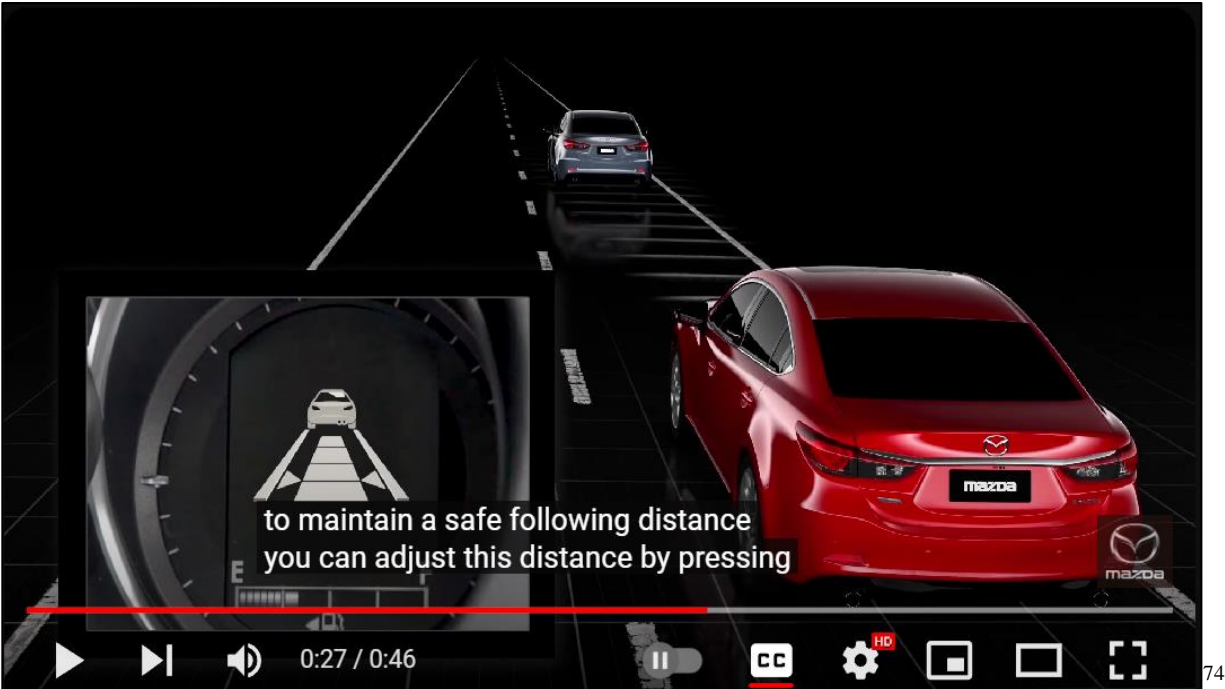 to maintain a safe following distance
you can adjust this distance by pressing
mazda
mazda
E
F
0:27 / 0:46
CC
HD
74